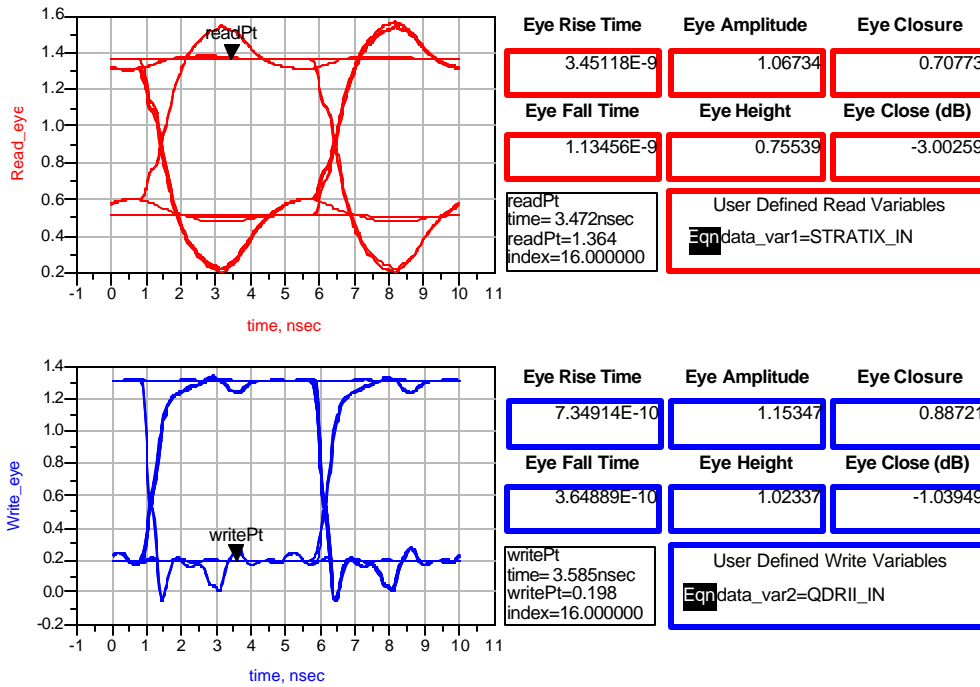 1.6
1.4
1.2
1.0
0.8
0.6
0.4
0.2
Read_eye
readPt
-1 0 1 2 3 4 5 6 7 8 9 10 11
time, nsec
Eye Rise Time Eye Amplitude Eye Closure
3.45118E-9 1.06734 0.70773
Eye Fall Time Eye Height Eye Close (dB)
1.13456E-9 0.75539 -3.00259
readPt
time= 3.472nsec
readPt=1.364
index=16.000000
User Defined Read Variables
Eqn data_var1=STRATIX_IN
1.4
1.2
1.0
0.8
0.6
0.4
0.2
0.0
-0.2
Write_eye
writePt
-1 0 1 2 3 4 5 6 7 8 9 10 11
time, nsec
Eye Rise Time Eye Amplitude Eye Closure
7.34914E-10 1.15347 0.88721
Eye Fall Time Eye Height Eye Close (dB)
3.64889E-10 1.02337 -1.03949
writePt
time= 3.585nsec
writePt=0.198
index=16.000000
User Defined Write Variables
Eqn data_var2=QDRII_IN